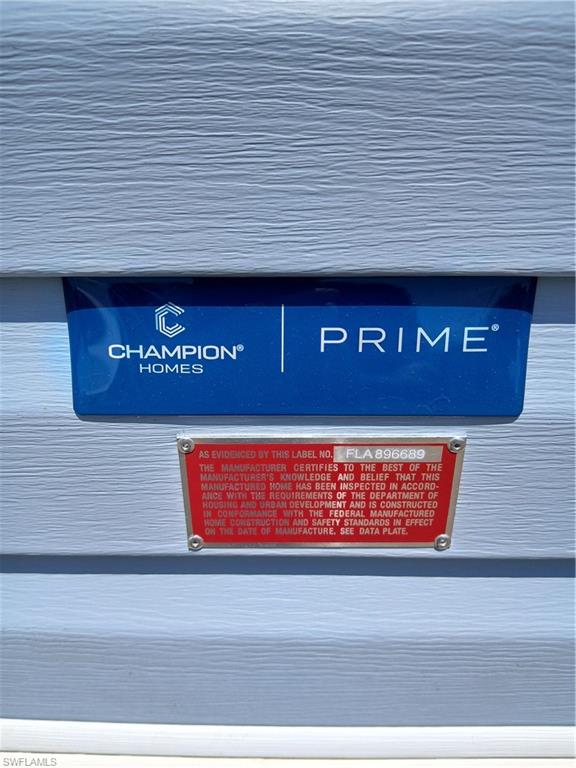 CHAMPION®
HOMES
PRIME®
AS EVIDENCED BY THIS LABEL NO. FLA896689
THE MANUFACTURER CERTIFIES TO THE BEST OF THE
MANUFACTURER'S KNOWLEDGE AND BELIEF THAT THIS
MANUFACTURED HOME HAS BEEN INSPECTED IN ACCORD-
ANCE WITH THE REQUIREMENTS OF THE DEPARTMENT OF
HOUSING AND URBAN DEVELOPMENT AND IS CONSTRUCTED
IN CONFORMANCE WITH THE FEDERAL MANUFACTURED
HOME CONSTRUCTION AND SAFETY STANDARDS IN EFFECT
ON THE DATE OF MANUFACTURE. SEE DATA PLATE.
SWFLAMLS